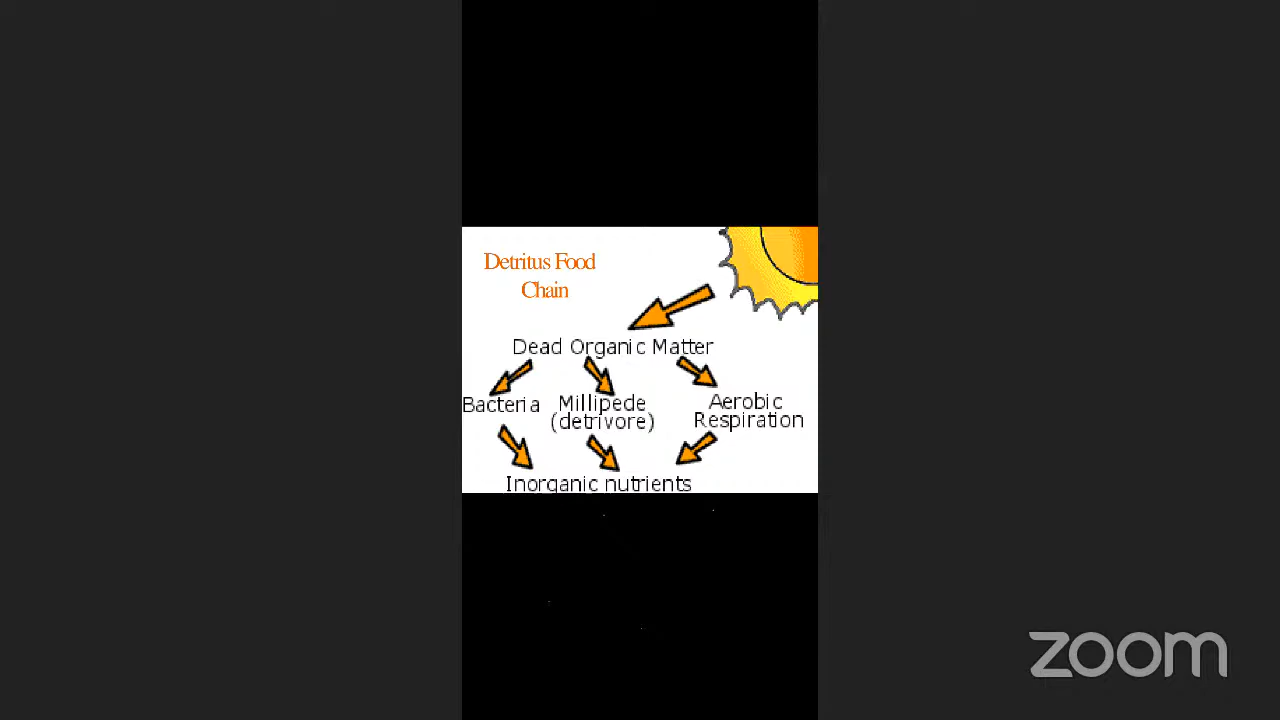 Detritus Food
Chain
Dead Organic Matter
Bacteria
Millipede
(detrivore)
Aerobic
Respiration
Inorganic nutrients
zoom